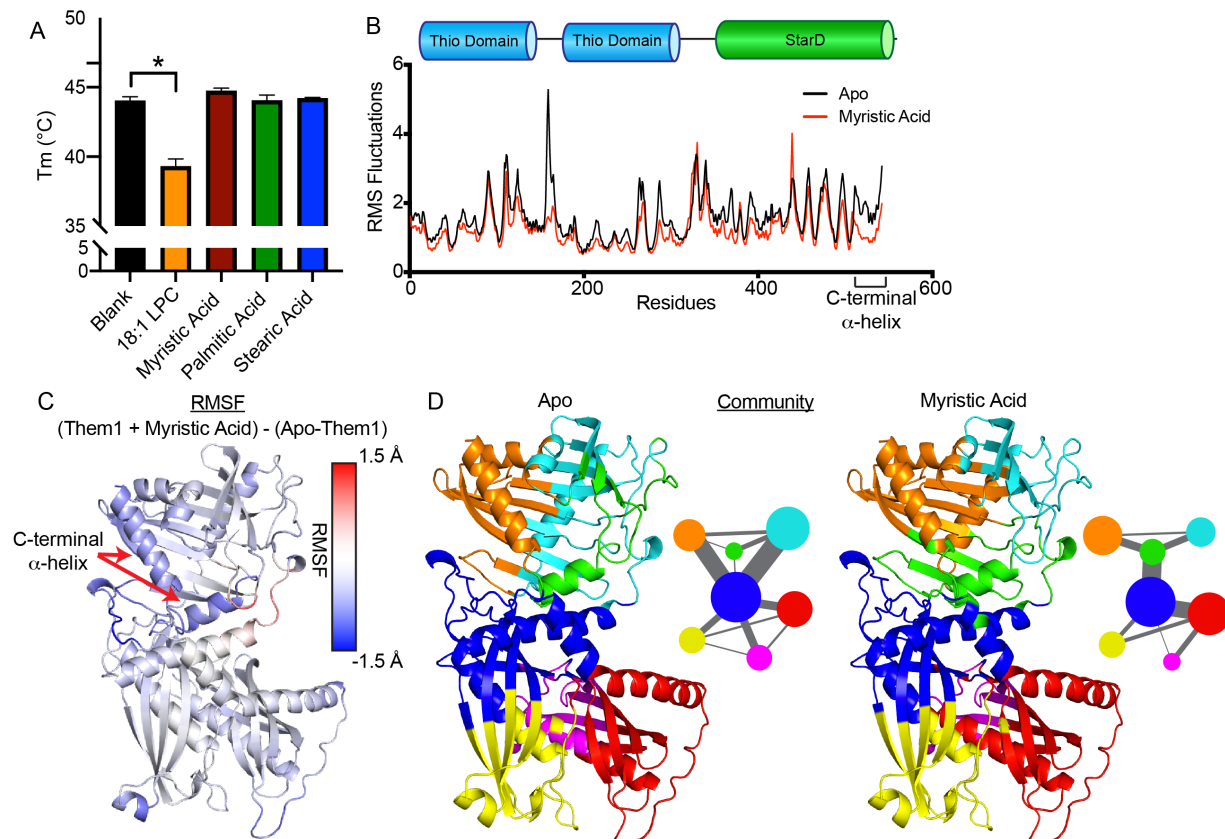 A
50
45
40
35
5
0
Tm (°C)
*
Blank
18:1 LPC
Myristic Acid
Palmitic Acid
Stearic Acid
B
Thio Domain
Thio Domain
StarD
6
4
2
0
RMS Fluctuations
Apo
Myristic Acid
0
200
400
600
Residues
C-terminal
α-helix
C
RMSF
(Them1 + Myristic Acid) - (Apo-Them1)
1.5 Å
RMSF
-1.5 Å
C-terminal
α-helix
D
Apo
Community
Myristic Acid